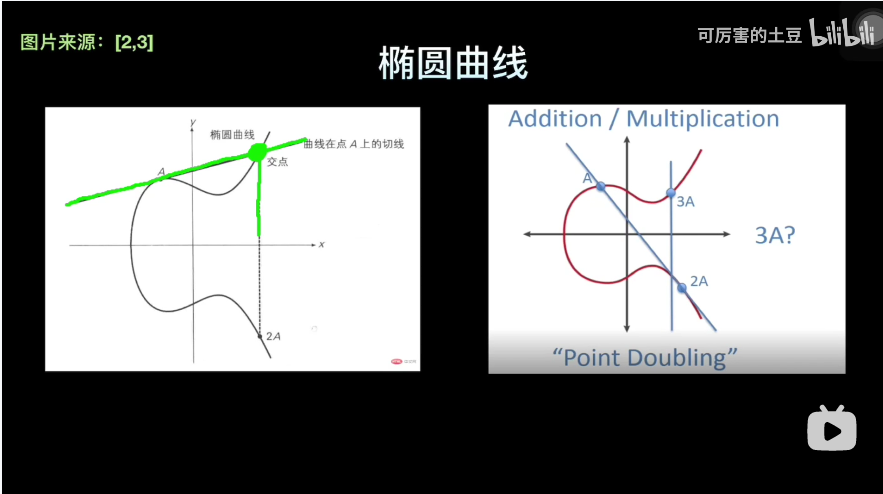 图片来源：[2,3]
可厉害的土豆 bilibili
椭圆曲线
y
椭圆曲线
曲线在点 A 上的切线
A
交点
x
2A
Addition / Multiplication
A
3A
3A?
2A
“Point Doubling”